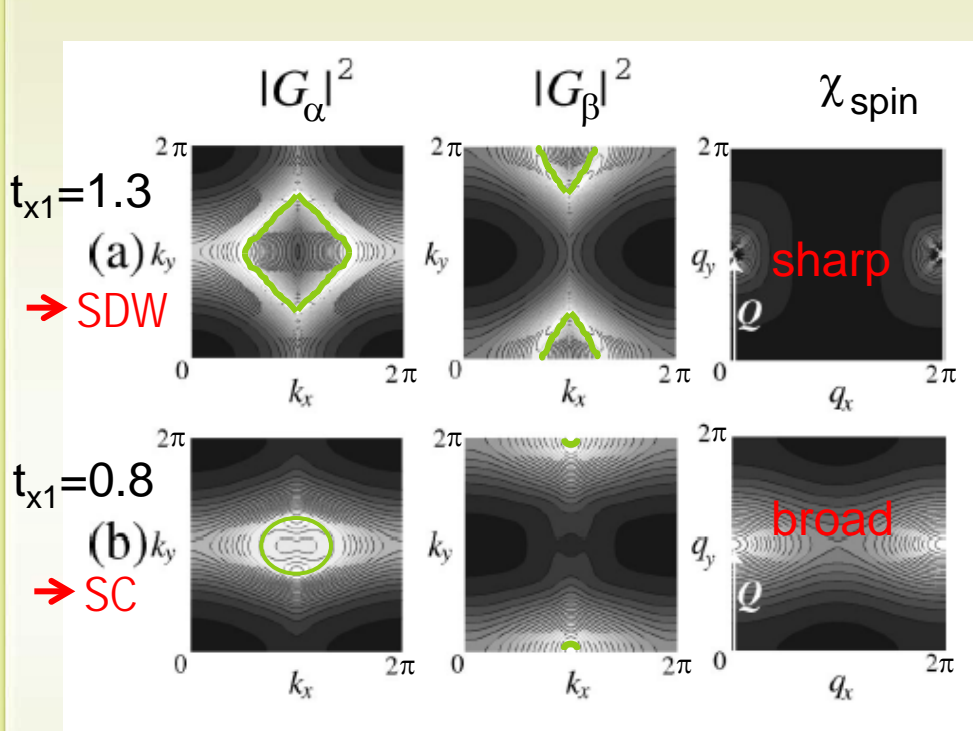 |Gα|² |Gβ|² χspin
tx1=1.3
(a)
→ SDW
2π
ky
0
kx
2π
2π
ky
0
kx
2π
2π
qy
sharp
Q
0
qx
2π
tx1=0.8
(b)
→ SC
2π
ky
0
kx
2π
2π
ky
0
kx
2π
2π
qy
broad
Q
0
qx
2π